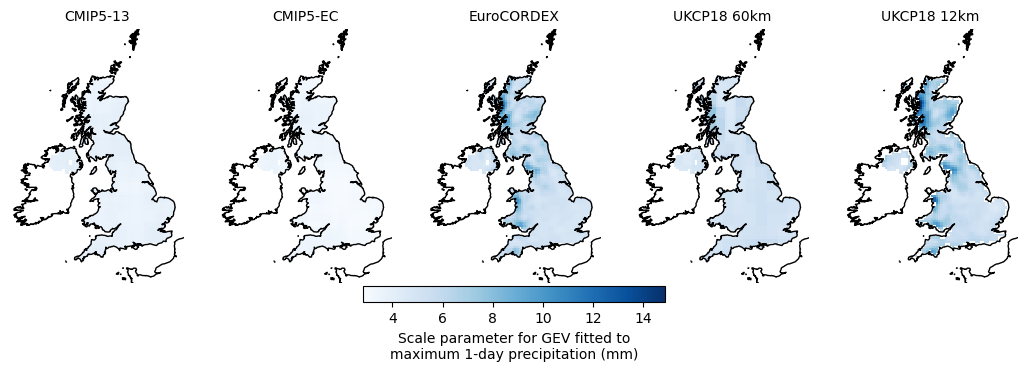 CMIP5-13
CMIP5-EC
EuroCORDEX
UKCP18 60km
UKCP18 12km
4 6 8 10 12 14
Scale parameter for GEV fitted to
maximum 1-day precipitation (mm)